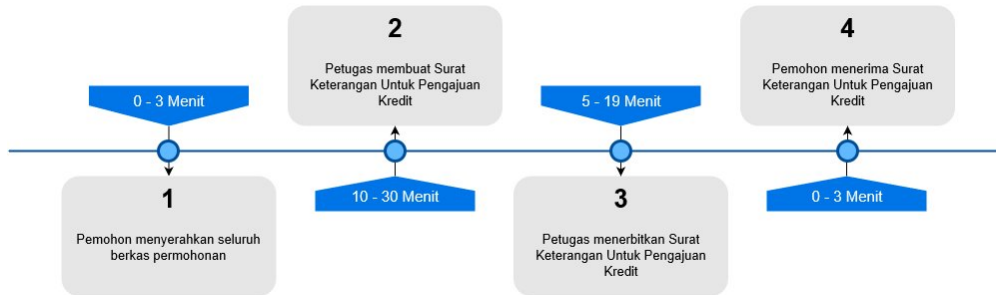 0 - 3 Menit
1
Pemohon menyerahkan seluruh
berkas permohonan
2
Petugas membuat Surat
Keterangan Untuk Pengajuan
Kredit
10 - 30 Menit
5 - 19 Menit
3
Petugas menerbitkan Surat
Keterangan Untuk Pengajuan
Kredit
4
Pemohon menerima Surat
Keterangan Untuk Pengajuan
Kredit
0 - 3 Menit